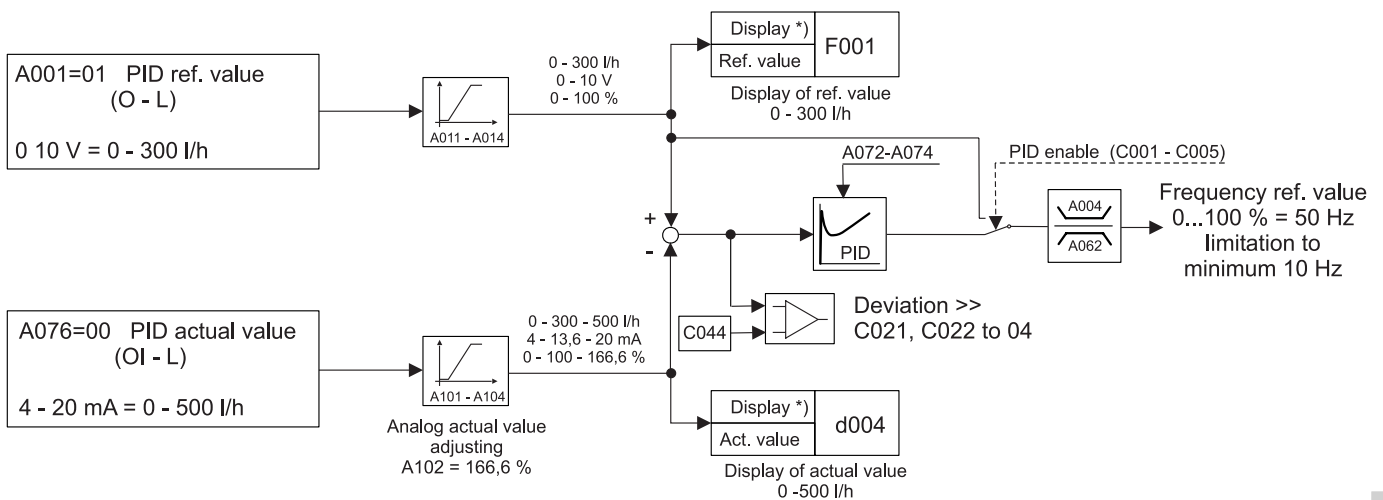 A001=01 PID ref. value
(O - L)
0 10 V = 0 - 300 l/h
A011 - A014
0 - 300 l/h
0 - 10 V
0 - 100 %
Display *)
Ref. value
F001
Display of ref. value
0 - 300 l/h
A072-A074
PID enable (C001 - C005)
+
-
PID
A004
A062
Frequency ref. value
0...100 % = 50 Hz
limitation to
minimum 10 Hz
C044
Deviation >>
C021, C022 to 04
A076=00 PID actual value
(OI - L)
4 - 20 mA = 0 - 500 l/h
A101 - A104
Analog actual value
adjusting
A102 = 166,6 %
0 - 300 - 500 l/h
4 - 13,6 - 20 mA
0 - 100 - 166,6 %
Display *)
Act. value
d004
Display of actual value
0 -500 l/h